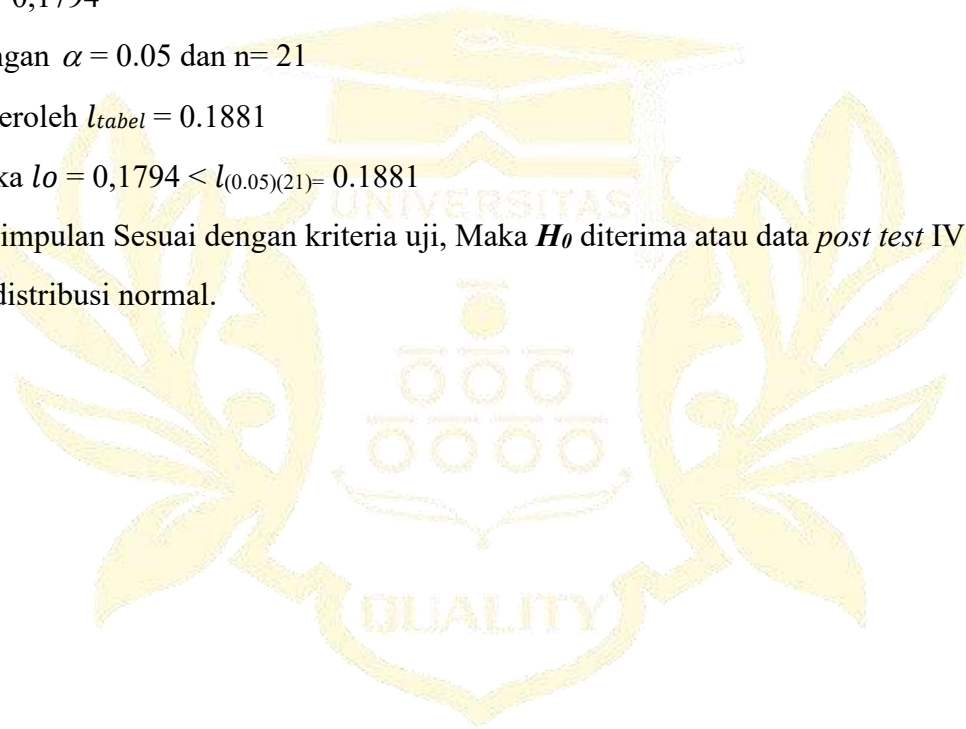 0,1794
ngan α = 0.05 dan n= 21
eroleh ltabel = 0.1881
ka lo = 0,1794 < l(0.05)(21)= 0.1881
impulan Sesuai dengan kriteria uji, Maka H0 diterima atau data post test IV
distribusi normal.
UNIVERSITAS
QUALITY